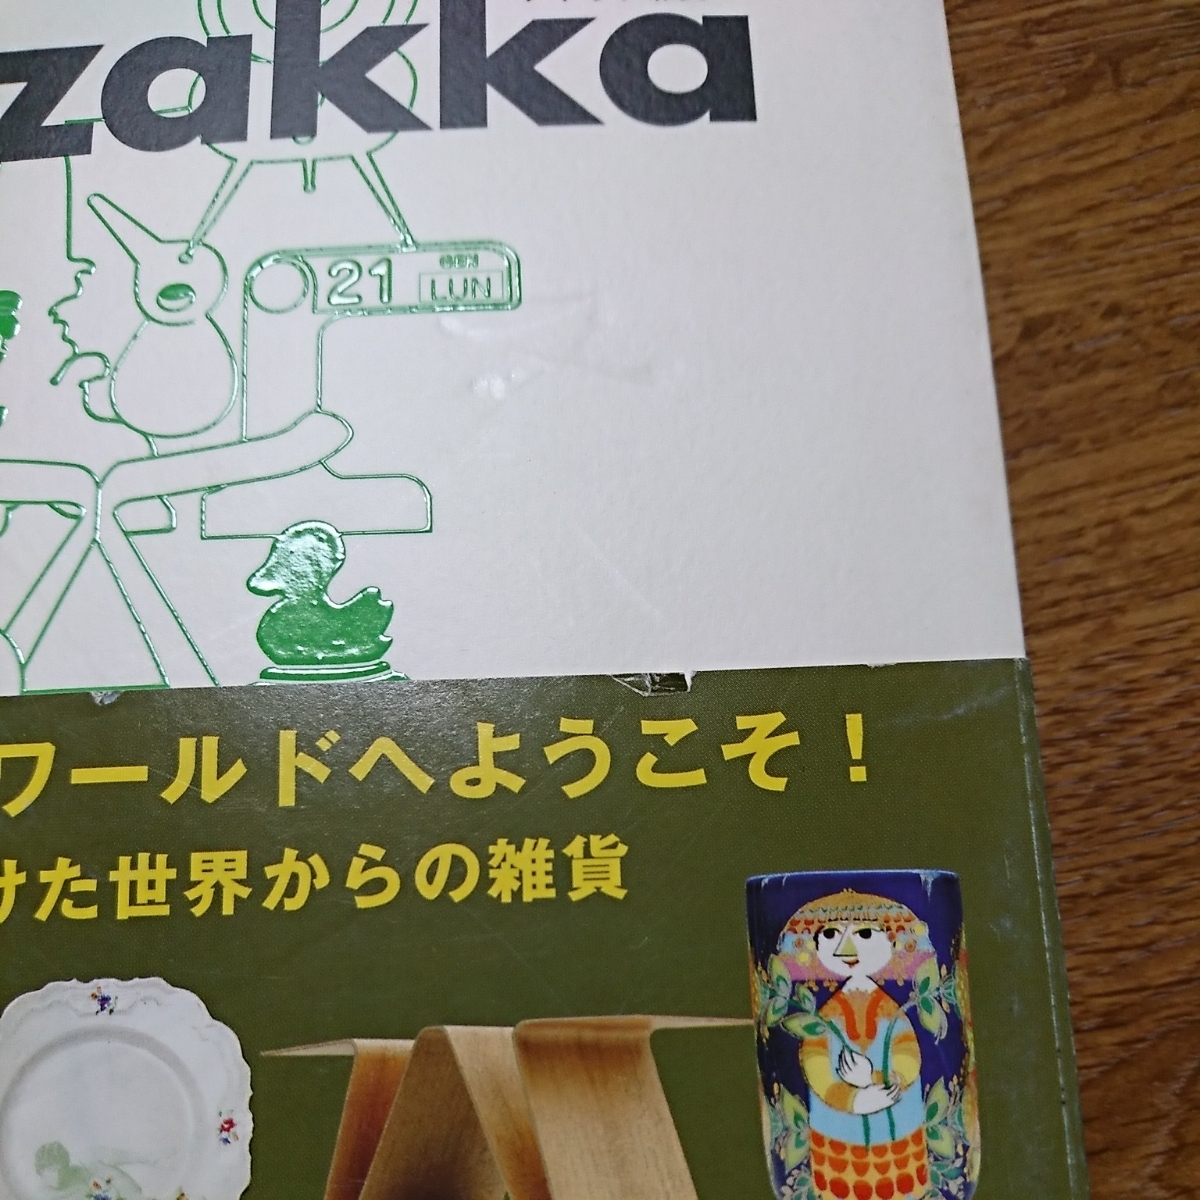 zakka
21
GEN
LUN
ワールドへようこそ！
けた世界からの雑貨